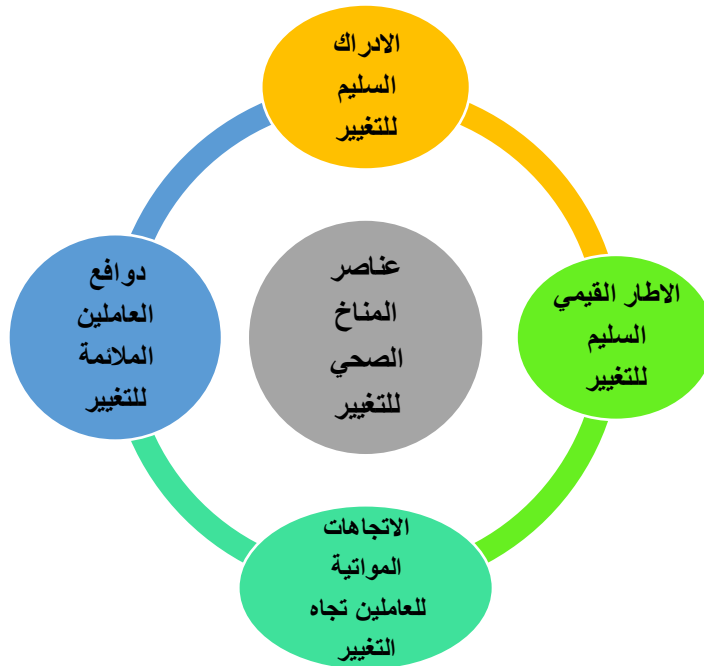 الادراك
السليم
للتغيير
عناصر
المناخ
الصحي
للتغيير
الاطار القيمي
السليم
للتغيير
دوافع
العاملين
الملائمة
للتغيير
الاتجاهات
المواتية
للعاملين تجاه
التغيير